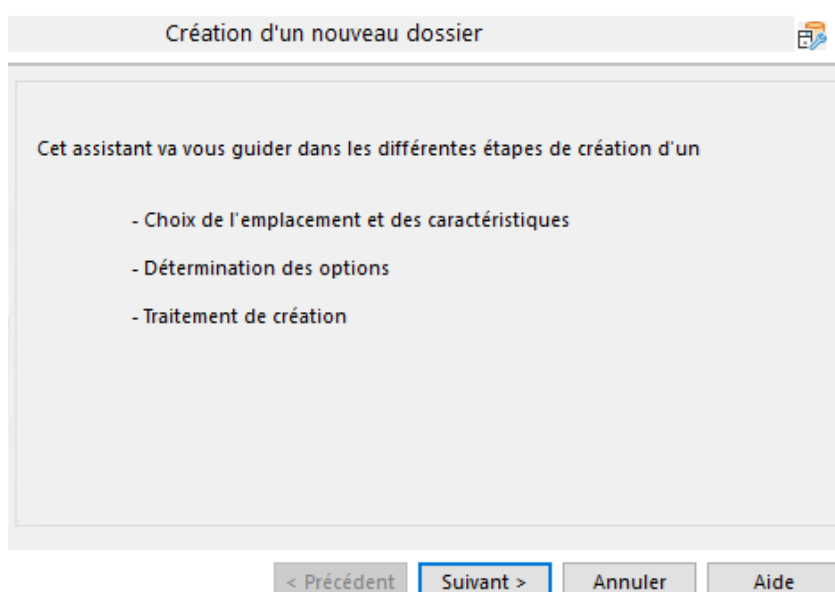 Création d'un nouveau dossier
Cet assistant va vous guider dans les différentes étapes de création d'un
- Choix de l'emplacement et des caractéristiques
- Détermination des options
- Traitement de création
< Précédent
Suivant >
Annuler
Aide